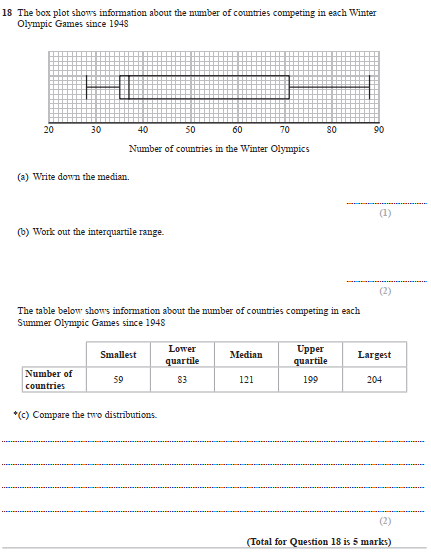 18 The box plot shows information about the number of countries competing in each Winter
Olympic Games since 1948
20 30 40 50 60 70 80 90
Number of countries in the Winter Olympics
(a) Write down the median.
(1)
(b) Work out the interquartile range.
(2)
The table below shows information about the number of countries competing in each
Summer Olympic Games since 1948
Smallest Lower quartile Median Upper quartile Largest
Number of countries 59 83 121 199 204
*(c) Compare the two distributions.
(2)
(Total for Question 18 is 5 marks)